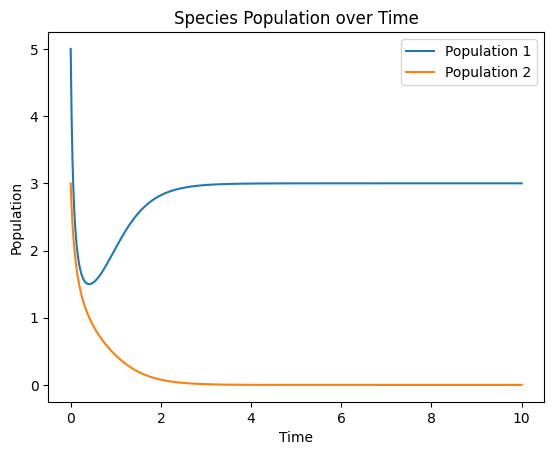 Species Population over Time
Population 1
Population 2
5
4
3
2
1
0
Population
0 2 4 6 8 10
Time